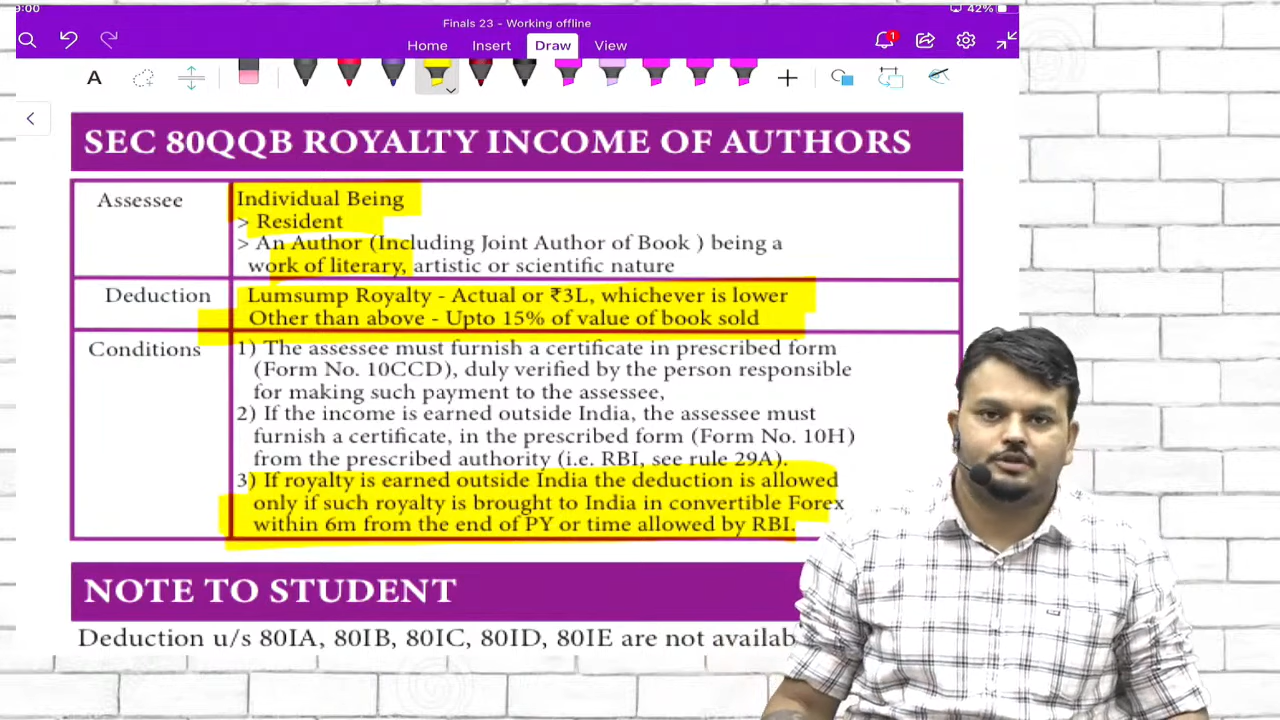 9:00
42%
Finals 23 - Working offline
Home Insert Draw View
1
A
SEC 80QQB ROYALTY INCOME OF AUTHORS
Assessee
Individual Being
> Resident
> An Author (Including Joint Author of Book ) being a
work of literary, artistic or scientific nature
Deduction
Lumsump Royalty - Actual or ₹3L, whichever is lower
Other than above - Upto 15% of value of book sold
Conditions
1) The assessee must furnish a certificate in prescribed form
(Form No. 10CCD), duly verified by the person responsible
for making such payment to the assessee,
2) If the income is earned outside India, the assessee must
furnish a certificate, in the prescribed form (Form No. 10H)
from the prescribed authority (i.e. RBI, see rule 29A).
3) If royalty is earned outside India the deduction is allowed
only if such royalty is brought to India in convertible Forex
within 6m from the end of PY or time allowed by RBI.
NOTE TO STUDENT
Deduction u/s 80IA, 80IB, 80IC, 80ID, 80IE are not